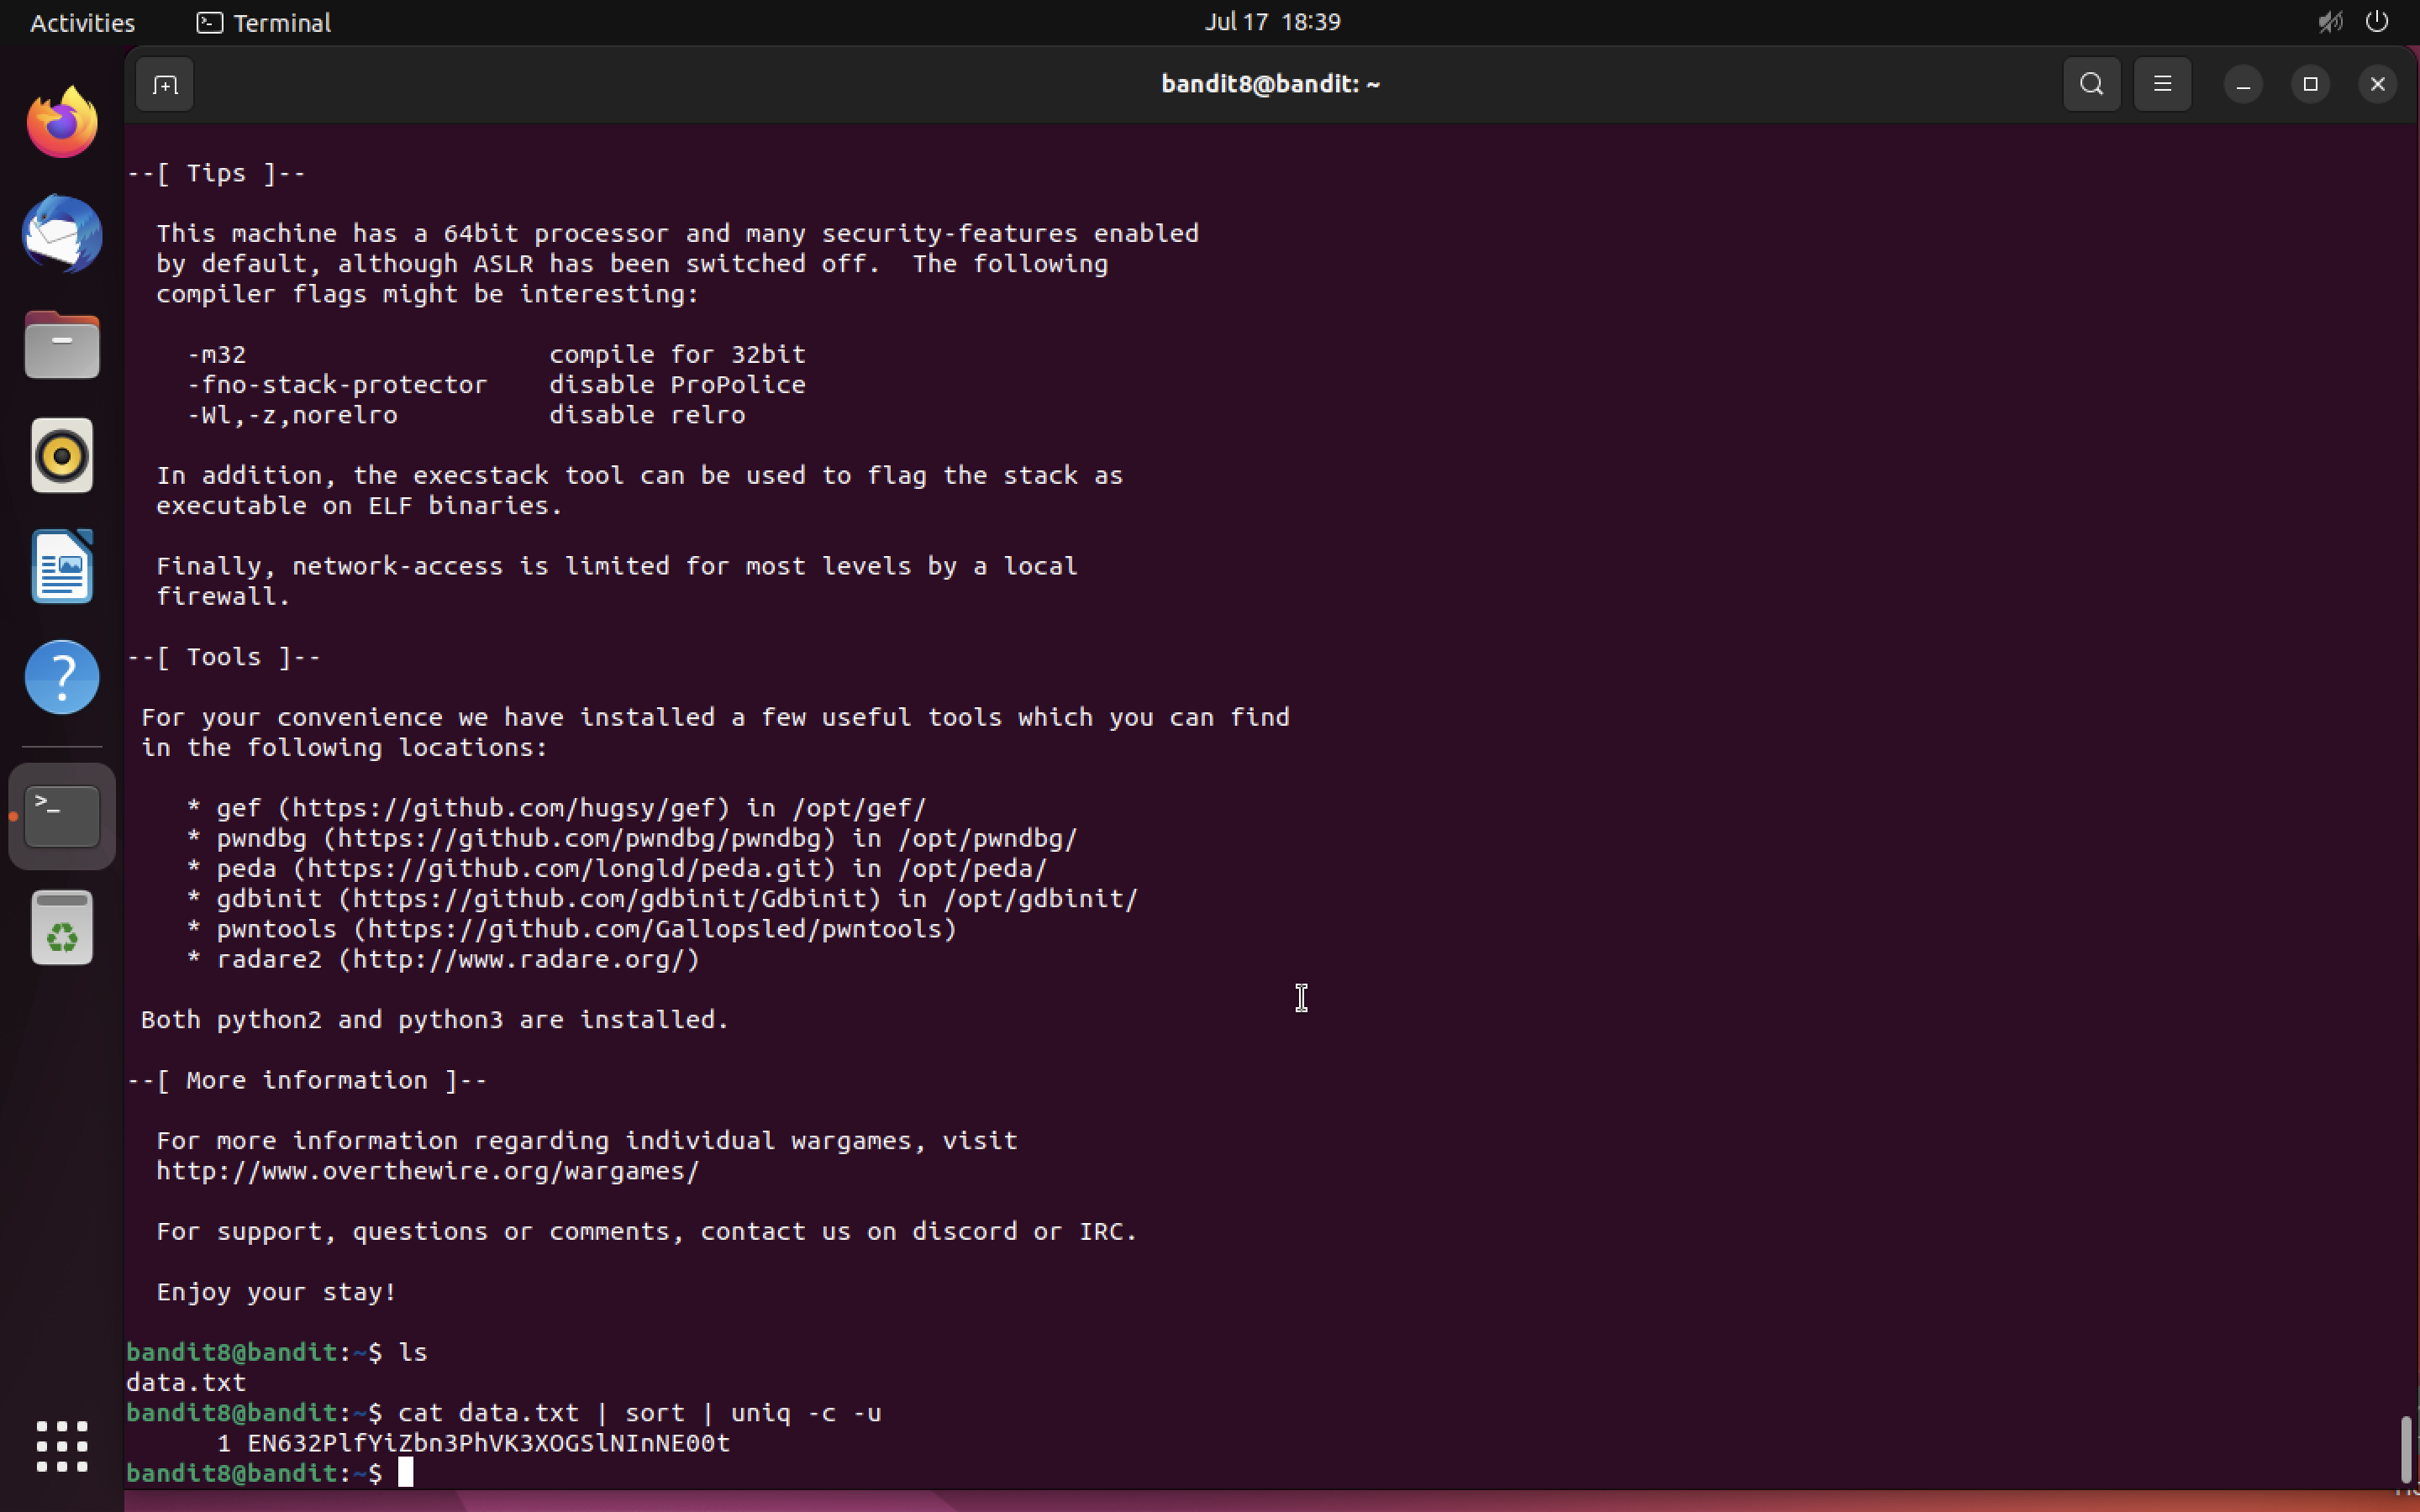 Activities
Terminal
Jul 17 18:39
bandit8@bandit: ~
--[ Tips ]--
This machine has a 64bit processor and many security-features enabled
by default, although ASLR has been switched off.  The following
compiler flags might be interesting:
-m32                    compile for 32bit
-fno-stack-protector    disable ProPolice
-Wl,-z,norelro          disable relro
In addition, the execstack tool can be used to flag the stack as
executable on ELF binaries.
Finally, network-access is limited for most levels by a local
firewall.
--[ Tools ]--
For your convenience we have installed a few useful tools which you can find
in the following locations:
* gef (https://github.com/hugsy/gef) in /opt/gef/
* pwndbg (https://github.com/pwndbg/pwndbg) in /opt/pwndbg/
* peda (https://github.com/longld/peda.git) in /opt/peda/
* gdbinit (https://github.com/gdbinit/Gdbinit) in /opt/gdbinit/
* pwntools (https://github.com/Gallopsled/pwntools)
* radare2 (http://www.radare.org/)
Both python2 and python3 are installed.
--[ More information ]--
For more information regarding individual wargames, visit
http://www.overthewire.org/wargames/
For support, questions or comments, contact us on discord or IRC.
Enjoy your stay!
bandit8@bandit:~$ ls
data.txt
bandit8@bandit:~$ cat data.txt | sort | uniq -c -u
1 EN632PlfYiZbn3PhVK3XOGSlNInNE00t
bandit8@bandit:~$